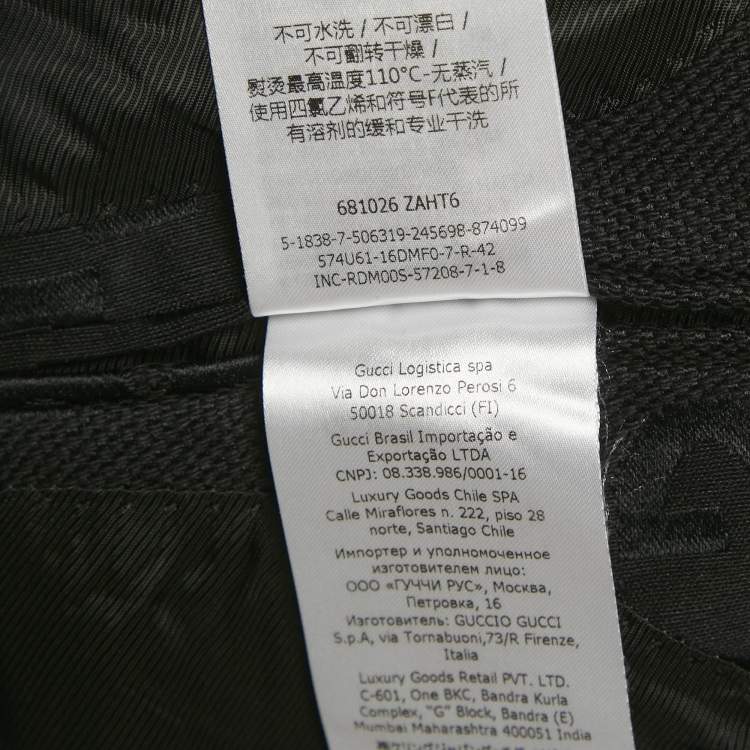 不可水洗 / 不可漂白 /
不可翻转干燥 /
熨烫最高温度110°C-无蒸汽 /
使用四氯乙烯和符号F代表的所
有溶剂的缓和专业干洗
681026 ZAHT6
5-1838-7-506319-245698-874099
574U61-16DMF0-7-R-42
INC-RDM00S-57208-7-1-8
Gucci Logistica spa
Via Don Lorenzo Perosi 6
50018 Scandicci (FI)
Gucci Brasil Importação e
Exportação LTDA
CNPJ: 08.338.986/0001-16
Luxury Goods Chile SPA
Calle Miraflores n. 222, piso 28
norte, Santiago Chile
Импортер и уполномоченное
изготовителем лицо:
ООО «ГУЧЧИ РУС», Москва,
Петровка, 16
Изготовитель: GUCCIO GUCCI
S.p.A, via Tornabuoni,73/R Firenze,
Italia
Luxury Goods Retail PVT. LTD.
C-601, One BKC, Bandra Kurla
Complex, "G" Block, Bandra (E)
Mumbai Maharashtra 400051 India